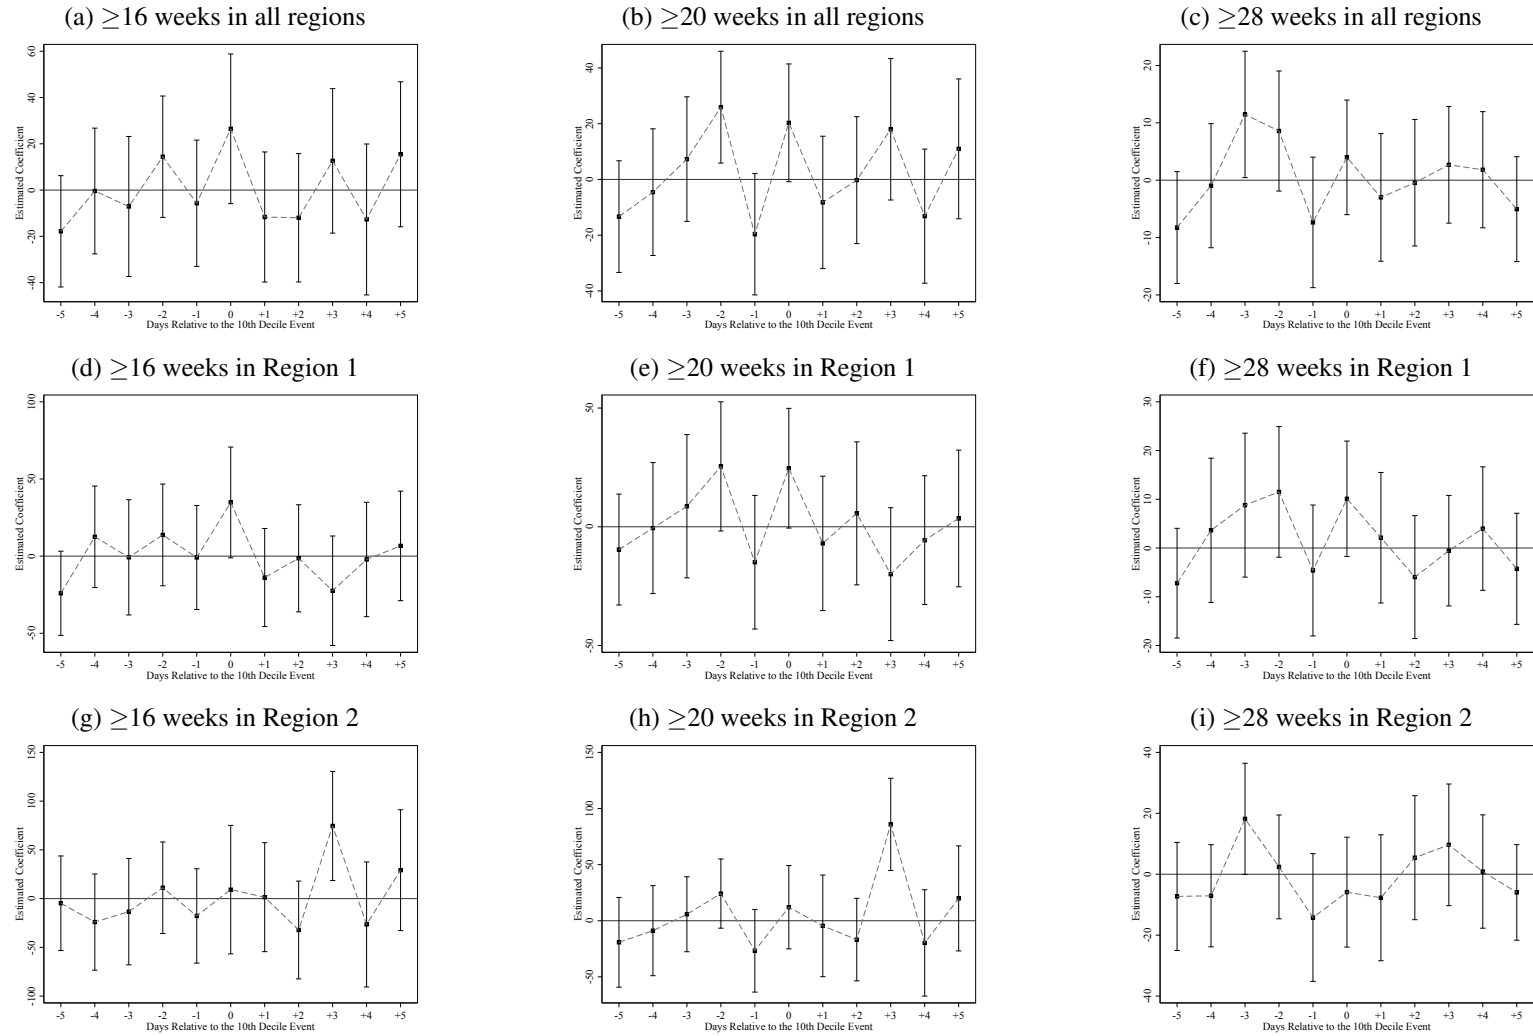 (a) ≥16 weeks in all regions
Estimated Coefficient
60
40
20
0
-20
-40
-5 -4 -3 -2 -1 0 +1 +2 +3 +4 +5
Days Relative to the 10th Decile Event
(b) ≥20 weeks in all regions
Estimated Coefficient
40
20
0
-20
-40
-5 -4 -3 -2 -1 0 +1 +2 +3 +4 +5
Days Relative to the 10th Decile Event
(c) ≥28 weeks in all regions
Estimated Coefficient
20
10
0
-10
-20
-5 -4 -3 -2 -1 0 +1 +2 +3 +4 +5
Days Relative to the 10th Decile Event
(d) ≥16 weeks in Region 1
Estimated Coefficient
100
50
0
-50
-5 -4 -3 -2 -1 0 +1 +2 +3 +4 +5
Days Relative to the 10th Decile Event
(e) ≥20 weeks in Region 1
Estimated Coefficient
50
0
-50
-5 -4 -3 -2 -1 0 +1 +2 +3 +4 +5
Days Relative to the 10th Decile Event
(f) ≥28 weeks in Region 1
Estimated Coefficient
30
20
10
0
-10
-20
-5 -4 -3 -2 -1 0 +1 +2 +3 +4 +5
Days Relative to the 10th Decile Event
(g) ≥16 weeks in Region 2
Estimated Coefficient
150
100
50
0
-50
-100
-5 -4 -3 -2 -1 0 +1 +2 +3 +4 +5
Days Relative to the 10th Decile Event
(h) ≥20 weeks in Region 2
Estimated Coefficient
150
100
50
0
-50
-5 -4 -3 -2 -1 0 +1 +2 +3 +4 +5
Days Relative to the 10th Decile Event
(i) ≥28 weeks in Region 2
Estimated Coefficient
40
20
0
-20
-40
-5 -4 -3 -2 -1 0 +1 +2 +3 +4 +5
Days Relative to the 10th Decile Event